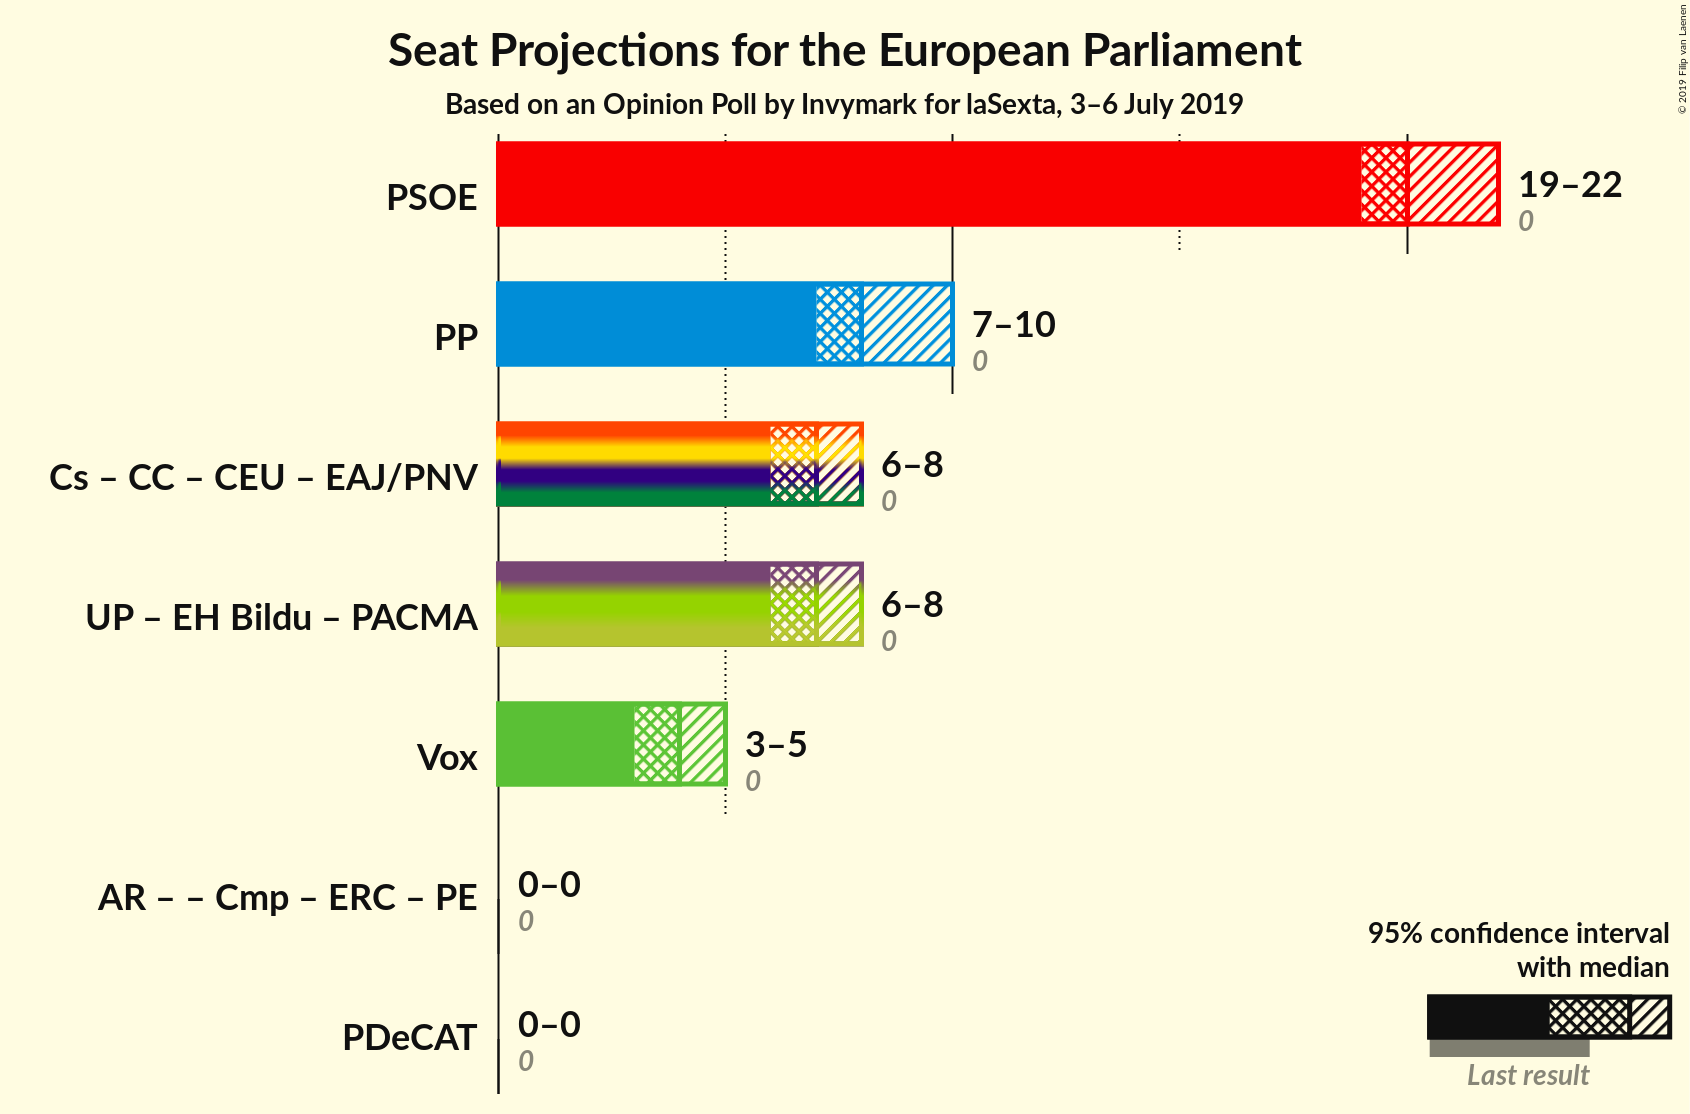 Seat Projections for the European Parliament
Based on an Opinion Poll by Invymark for laSexta, 3–6 July 2019
© 2019 Filip van Laenen
PSOE
19–22
0
PP
7–10
0
Cs – CC – CEU – EAJ/PNV
6–8
0
UP – EH Bildu – PACMA
6–8
0
Vox
3–5
0
AR – – Cmp – ERC – PE
0–0
0
PDeCAT
0–0
0
95% confidence interval
with median
Last result